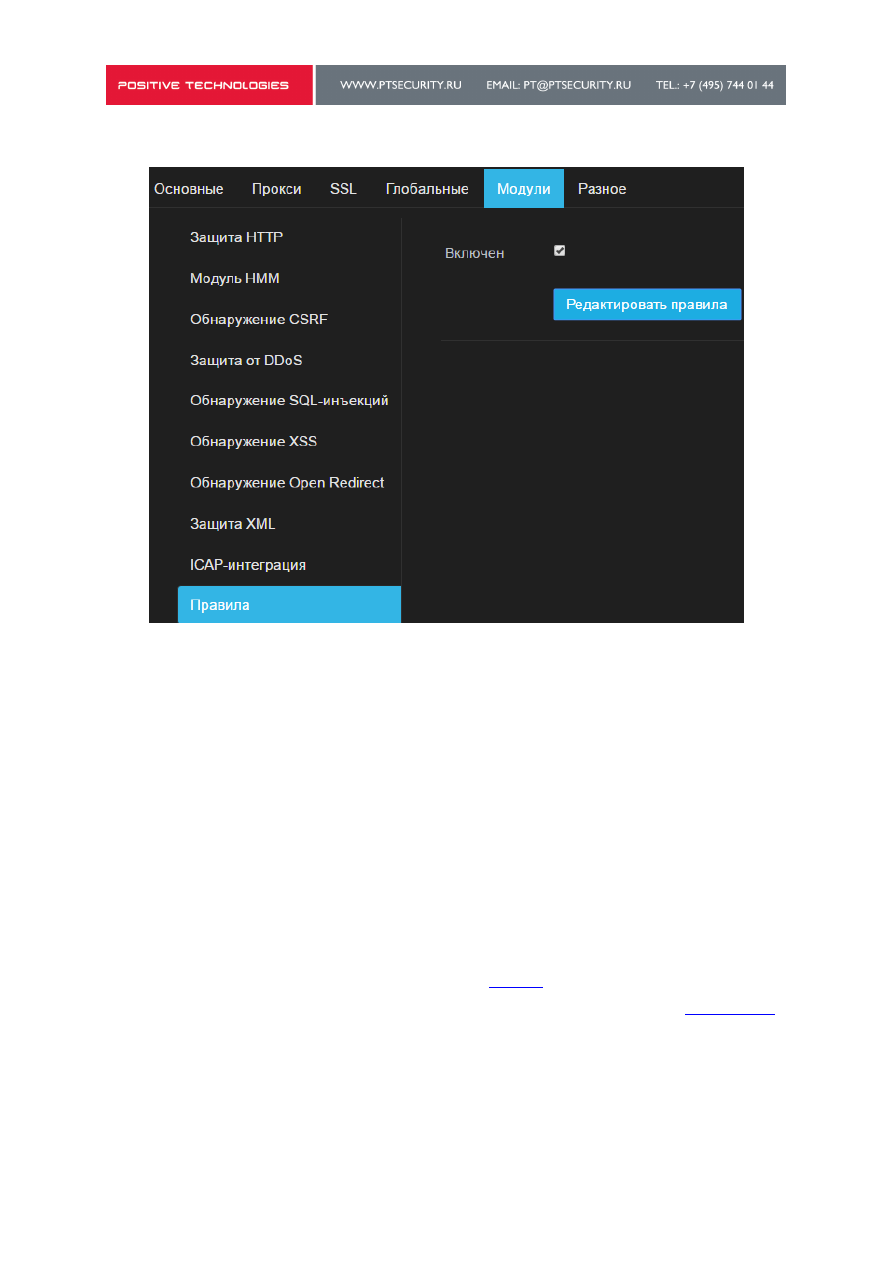 POSITIVE TECHNOLOGIES WWW.PTSECURITY.RU EMAIL: PT@PTSECURITY.RU TEL.: +7 (495) 744 01 44
Основные Прокси SSL Глобальные Модули Разное
Защита HTTP
Модуль HMM
Обнаружение CSRF
Защита от DDoS
Обнаружение SQL-инъекций
Обнаружение XSS
Обнаружение Open Redirect
Защита XML
ICAP-интеграция
Правила
Включен
Редактировать правила